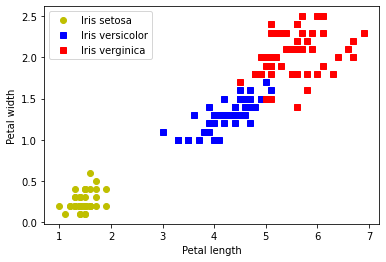 Iris setosa
Iris versicolor
Iris verginica
Petal width
2.5
2.0
1.5
1.0
0.5
0.0
1 2 3 4 5 6 7
Petal length